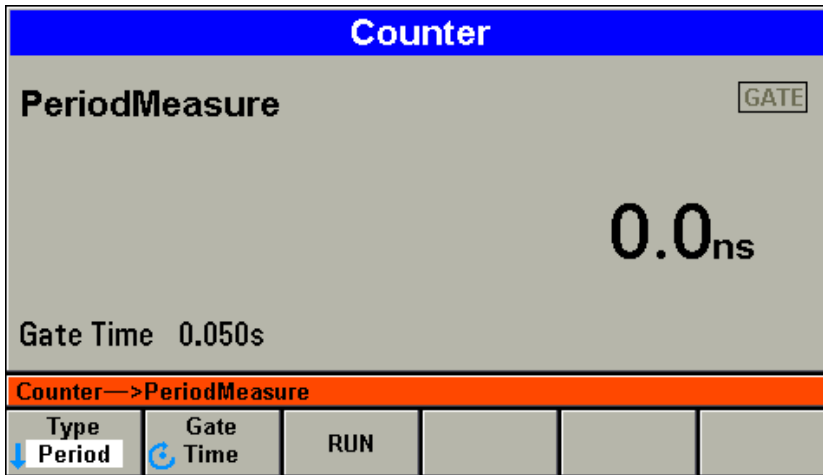 Counter
PeriodMeasure
GATE
0.0ns
Gate Time 0.050s
Counter—>PeriodMeasure
Type
Period
Gate
Time
RUN